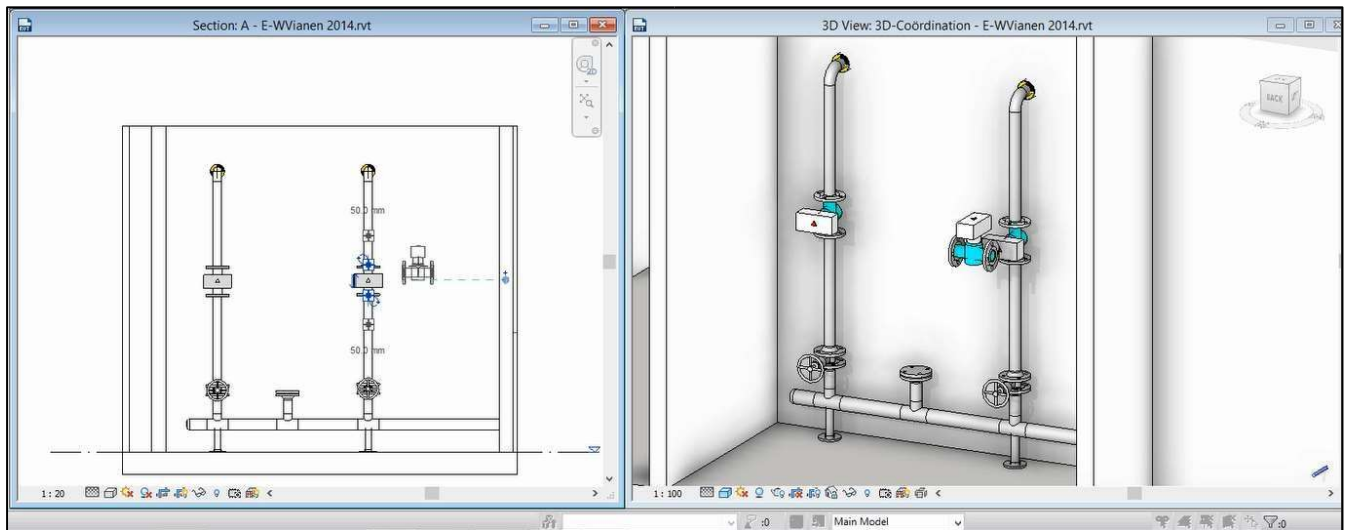 Section: A - E-WVianen 2014.rvt
3D View: 3D-Coördination - E-WVianen 2014.rvt
2D
BACK
50.0 mm
50.0 mm
1 : 20
1 : 100
:0
Main Model
:0